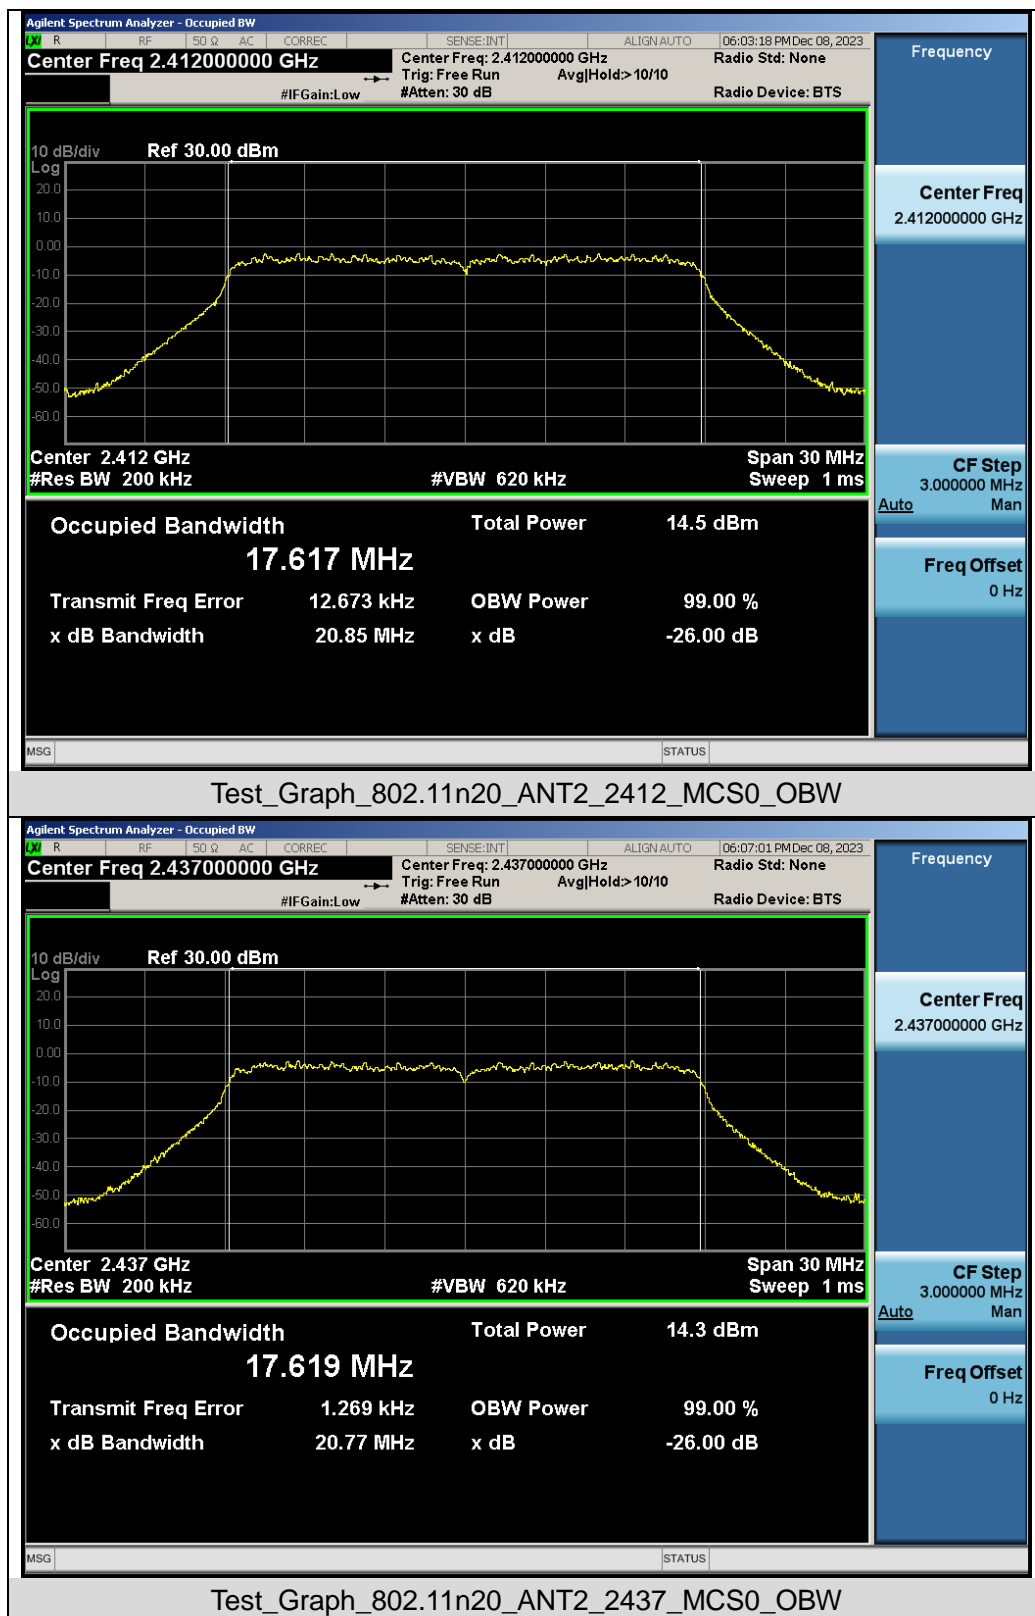 Agilent Spectrum Analyzer - Occupied BW
LXI R RF 50 Ω AC CORREC SENSE:INT ALIGN AUTO 06:03:18 PM Dec 08, 2023
Center Freq 2.412000000 GHz
Center Freq: 2.412000000 GHz
Radio Std: None
Trig: Free Run Avg|Hold:>10/10
#IFGain:Low
#Atten: 30 dB
Radio Device: BTS
10 dB/div Ref 30.00 dBm
Log
20.0
10.0
0.00
-10.0
-20.0
-30.0
-40.0
-50.0
-60.0
Center 2.412 GHz Span 30 MHz
#Res BW 200 kHz #VBW 620 kHz Sweep 1 ms
Occupied Bandwidth Total Power 14.5 dBm
17.617 MHz
Transmit Freq Error 12.673 kHz OBW Power 99.00 %
x dB Bandwidth 20.85 MHz x dB -26.00 dB
MSG STATUS
Frequency
Center Freq
2.412000000 GHz
CF Step
3.000000 MHz
Auto Man
Freq Offset
0 Hz
Test_Graph_802.11n20_ANT2_2412_MCS0_OBW
Agilent Spectrum Analyzer - Occupied BW
LXI R RF 50 Ω AC CORREC SENSE:INT ALIGN AUTO 06:07:01 PM Dec 08, 2023
Center Freq 2.437000000 GHz
Center Freq: 2.437000000 GHz
Radio Std: None
Trig: Free Run Avg|Hold:>10/10
#IFGain:Low
#Atten: 30 dB
Radio Device: BTS
10 dB/div Ref 30.00 dBm
Log
20.0
10.0
0.00
-10.0
-20.0
-30.0
-40.0
-50.0
-60.0
Center 2.437 GHz Span 30 MHz
#Res BW 200 kHz #VBW 620 kHz Sweep 1 ms
Occupied Bandwidth Total Power 14.3 dBm
17.619 MHz
Transmit Freq Error 1.269 kHz OBW Power 99.00 %
x dB Bandwidth 20.77 MHz x dB -26.00 dB
MSG STATUS
Frequency
Center Freq
2.437000000 GHz
CF Step
3.000000 MHz
Auto Man
Freq Offset
0 Hz
Test_Graph_802.11n20_ANT2_2437_MCS0_OBW